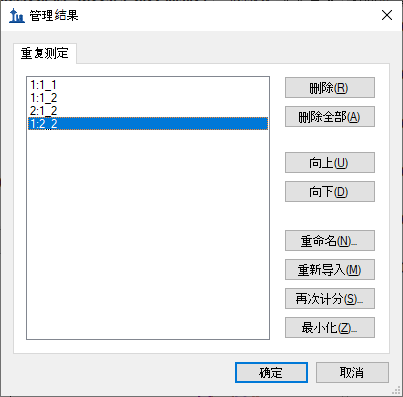 管理结果
重复测定
1:1_1
1:1_2
2:1_2
1:2_2
删除(R)
删除全部(A)
向上(U)
向下(D)
重命名(N)...
重新导入(M)
再次计分(S)...
最小化(Z)...
确定
取消